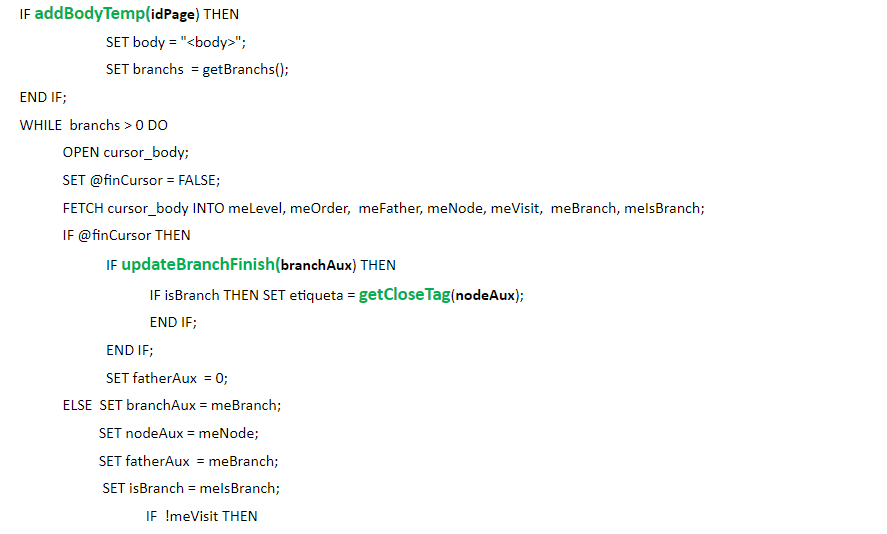 IF addBodyTemp(idPage) THEN
SET body = "<body>";
SET branchs = getBranchs();
END IF;
WHILE branchs > 0 DO
OPEN cursor_body;
SET @finCursor = FALSE;
FETCH cursor_body INTO meLevel, meOrder, meFather, meNode, meVisit, meBranch, meIsBranch;
IF @finCursor THEN
IF updateBranchFinish(branchAux) THEN
IF isBranch THEN SET etiqueta = getCloseTag(nodeAux);
END IF;
END IF;
SET fatherAux = 0;
ELSE SET branchAux = meBranch;
SET nodeAux = meNode;
SET fatherAux = meBranch;
SET isBranch = meIsBranch;
IF !meVisit THEN